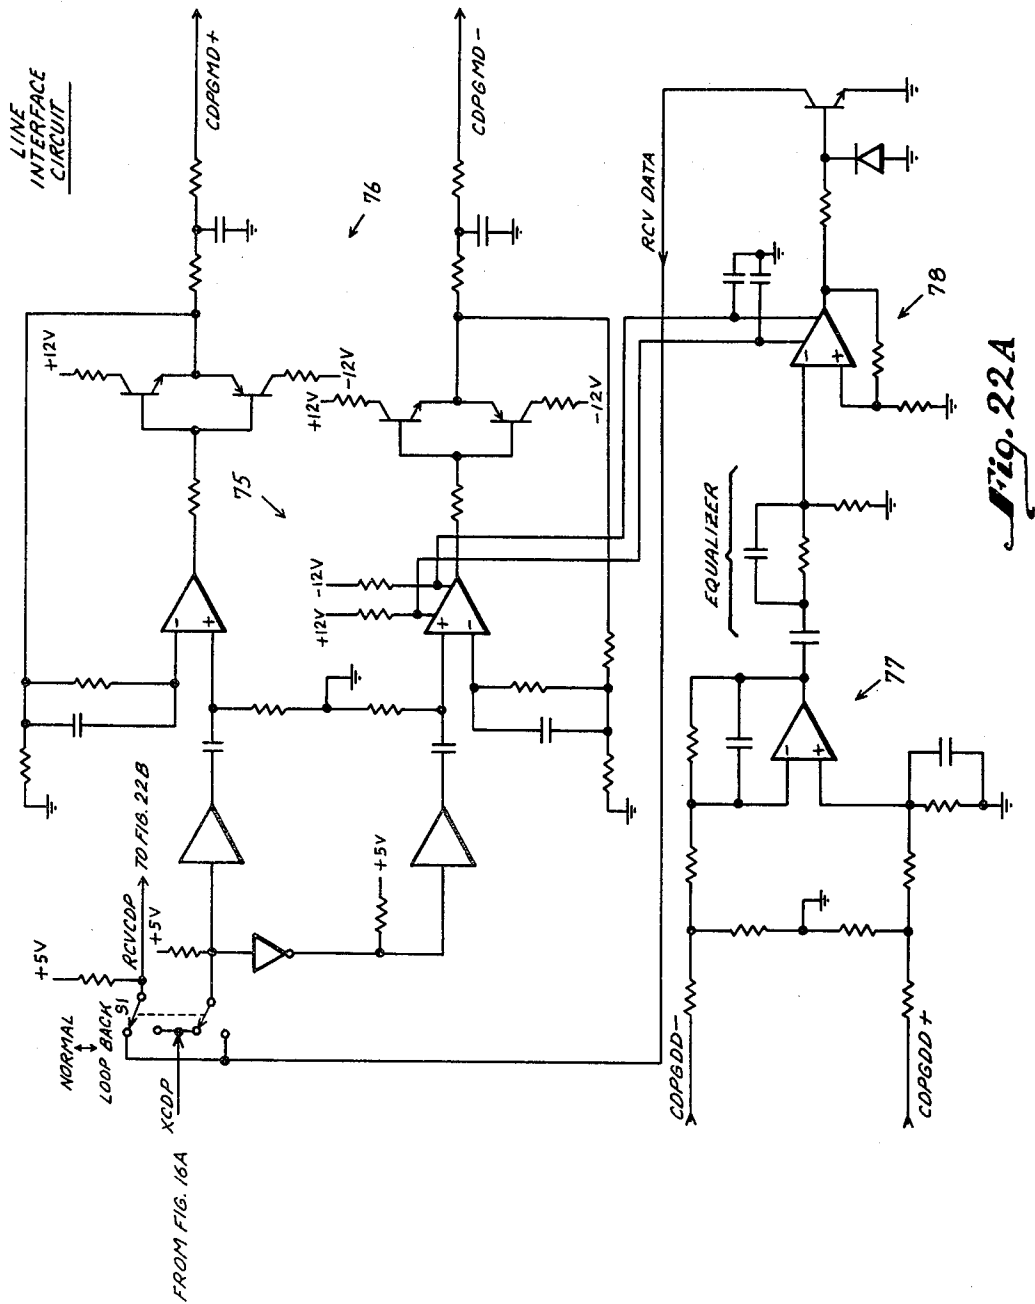 LINE
INTERFACE
CIRCUIT
CDPGMD+
CDPGMD-
76
+12V
-12V
+12V
-12V
75
-12V
+12V
RCV DATA
78
EQUALIZER
77
+5V
RCVCDP
TO FIG. 22B
+5V
+5V
NORMAL
LOOP BACK
S1
XCDP
FROM FIG. 16A
CDPGDD-
CDPGDD+
-
+
+
-
-
+
-
+
Fig. 22A